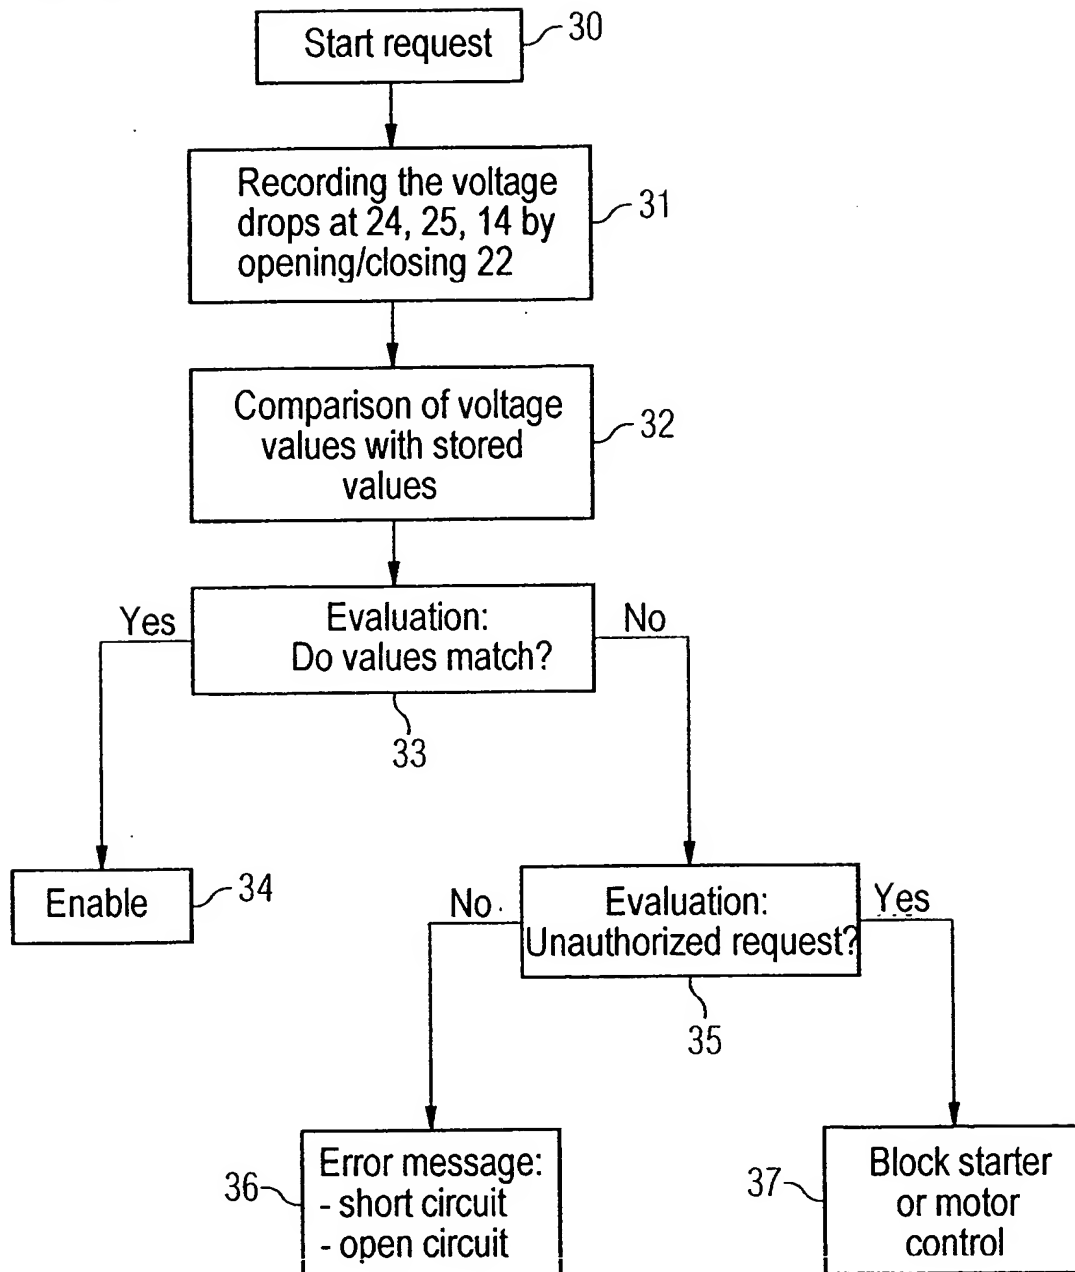 Start request
30
Recording the voltage
drops at 24, 25, 14 by
opening/closing 22
31
Comparison of voltage
values with stored
values
32
Yes
Evaluation:
Do values match?
No
33
Enable
34
No
Evaluation:
Unauthorized request?
Yes
35
36
Error message:
- short circuit
- open circuit
37
Block starter
or motor
control